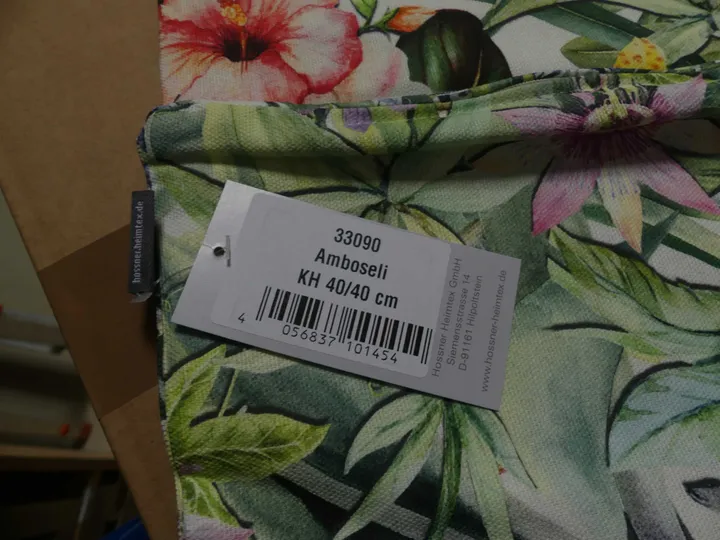 hossner.heimtex.de
33090
Amboseli
KH 40/40 cm
4 056837 101454
Hossner Heimtex GmbH
Siemensstrasse 14
D-91161 Hilpoltstein
www.hossner-heimtex.de